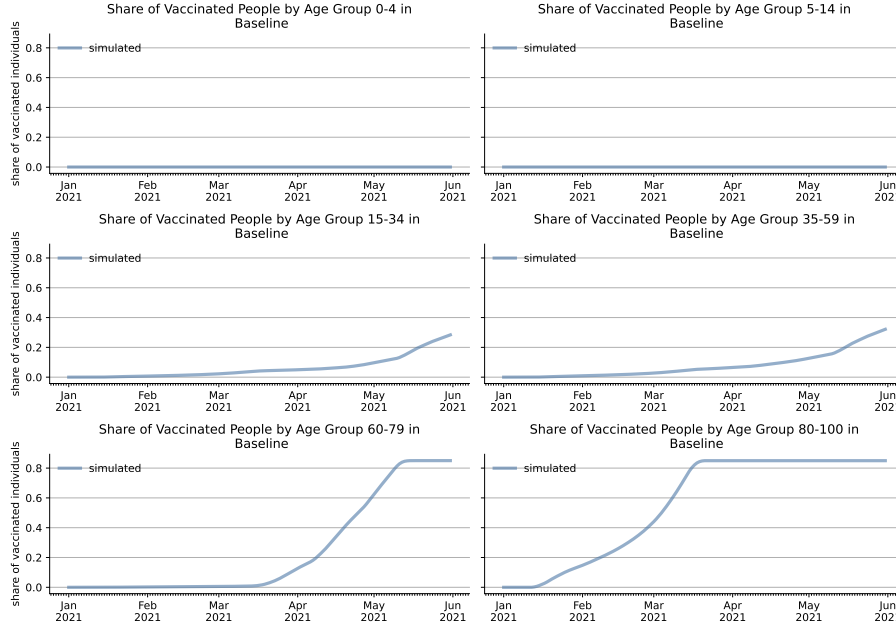 Share of Vaccinated People by Age Group 0-4 in
Baseline
share of vaccinated individuals
0.8
0.6
0.4
0.2
0.0
simulated
Jan
2021
Feb
2021
Mar
2021
Apr
2021
May
2021
Jun
2021
Share of Vaccinated People by Age Group 5-14 in
Baseline
simulated
Jan
2021
Feb
2021
Mar
2021
Apr
2021
May
2021
Jun
202
Share of Vaccinated People by Age Group 15-34 in
Baseline
share of vaccinated individuals
0.8
0.6
0.4
0.2
0.0
simulated
Jan
2021
Feb
2021
Mar
2021
Apr
2021
May
2021
Jun
2021
Share of Vaccinated People by Age Group 35-59 in
Baseline
simulated
Jan
2021
Feb
2021
Mar
2021
Apr
2021
May
2021
Jun
202
Share of Vaccinated People by Age Group 60-79 in
Baseline
share of vaccinated individuals
0.8
0.6
0.4
0.2
0.0
simulated
Jan
2021
Feb
2021
Mar
2021
Apr
2021
May
2021
Jun
2021
Share of Vaccinated People by Age Group 80-100 in
Baseline
simulated
Jan
2021
Feb
2021
Mar
2021
Apr
2021
May
2021
Jun
202